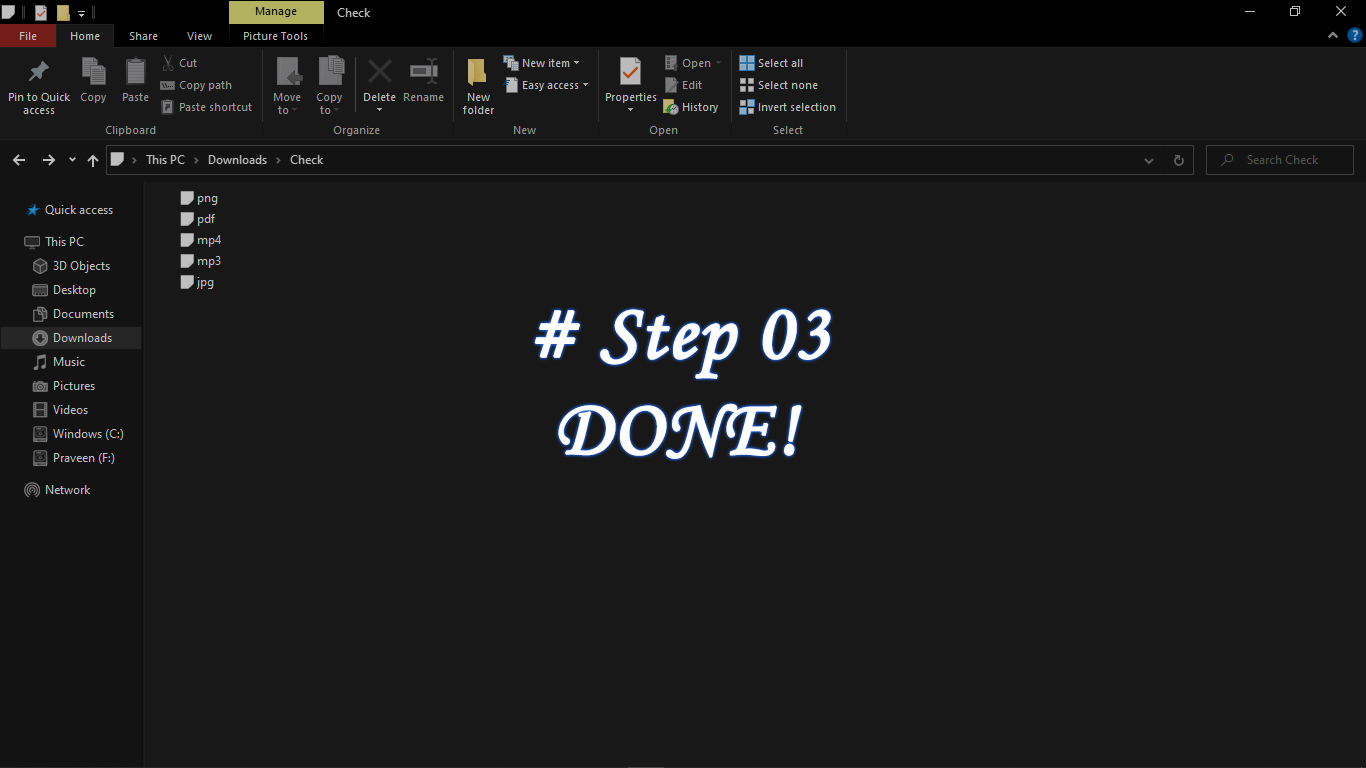 Manage
Check
File
Home
Share
View
Picture Tools
Pin to Quick access
Copy
Paste
Cut
Copy path
Paste shortcut
Clipboard
Move to
Copy to
Delete
Rename
Organize
New folder
New item
Easy access
New
Properties
Open
Edit
History
Open
Select all
Select none
Invert selection
Select
This PC
Downloads
Check
Search Check
Quick access
This PC
3D Objects
Desktop
Documents
Downloads
Music
Pictures
Videos
Windows (C:)
Praveen (F:)
Network
png
pdf
mp4
mp3
jpg
# Step 03
DONE!